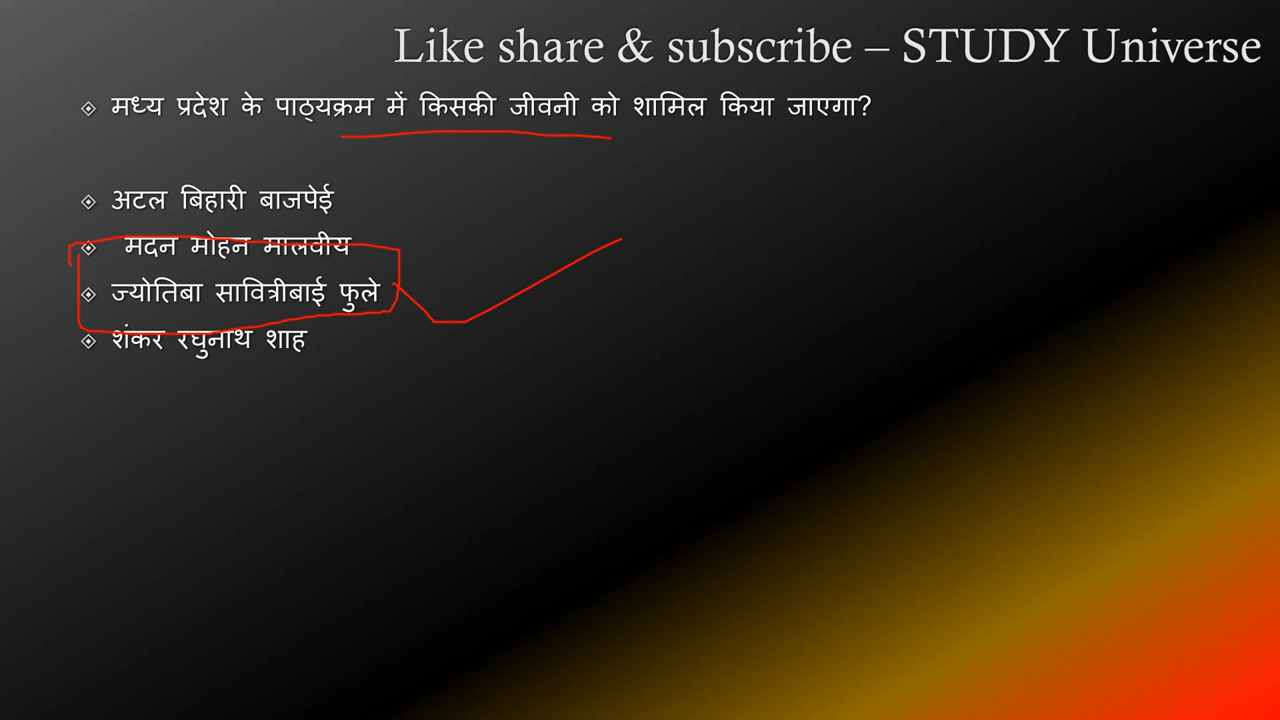 Like share & subscribe – STUDY Universe
मध्य प्रदेश के पाठ्यक्रम में किसकी जीवनी को शामिल किया जाएगा?
अटल बिहारी बाजपेई
मदन मोहन मालवीय
ज्योतिबा सावित्रीबाई फुले
शंकर रघुनाथ शाह